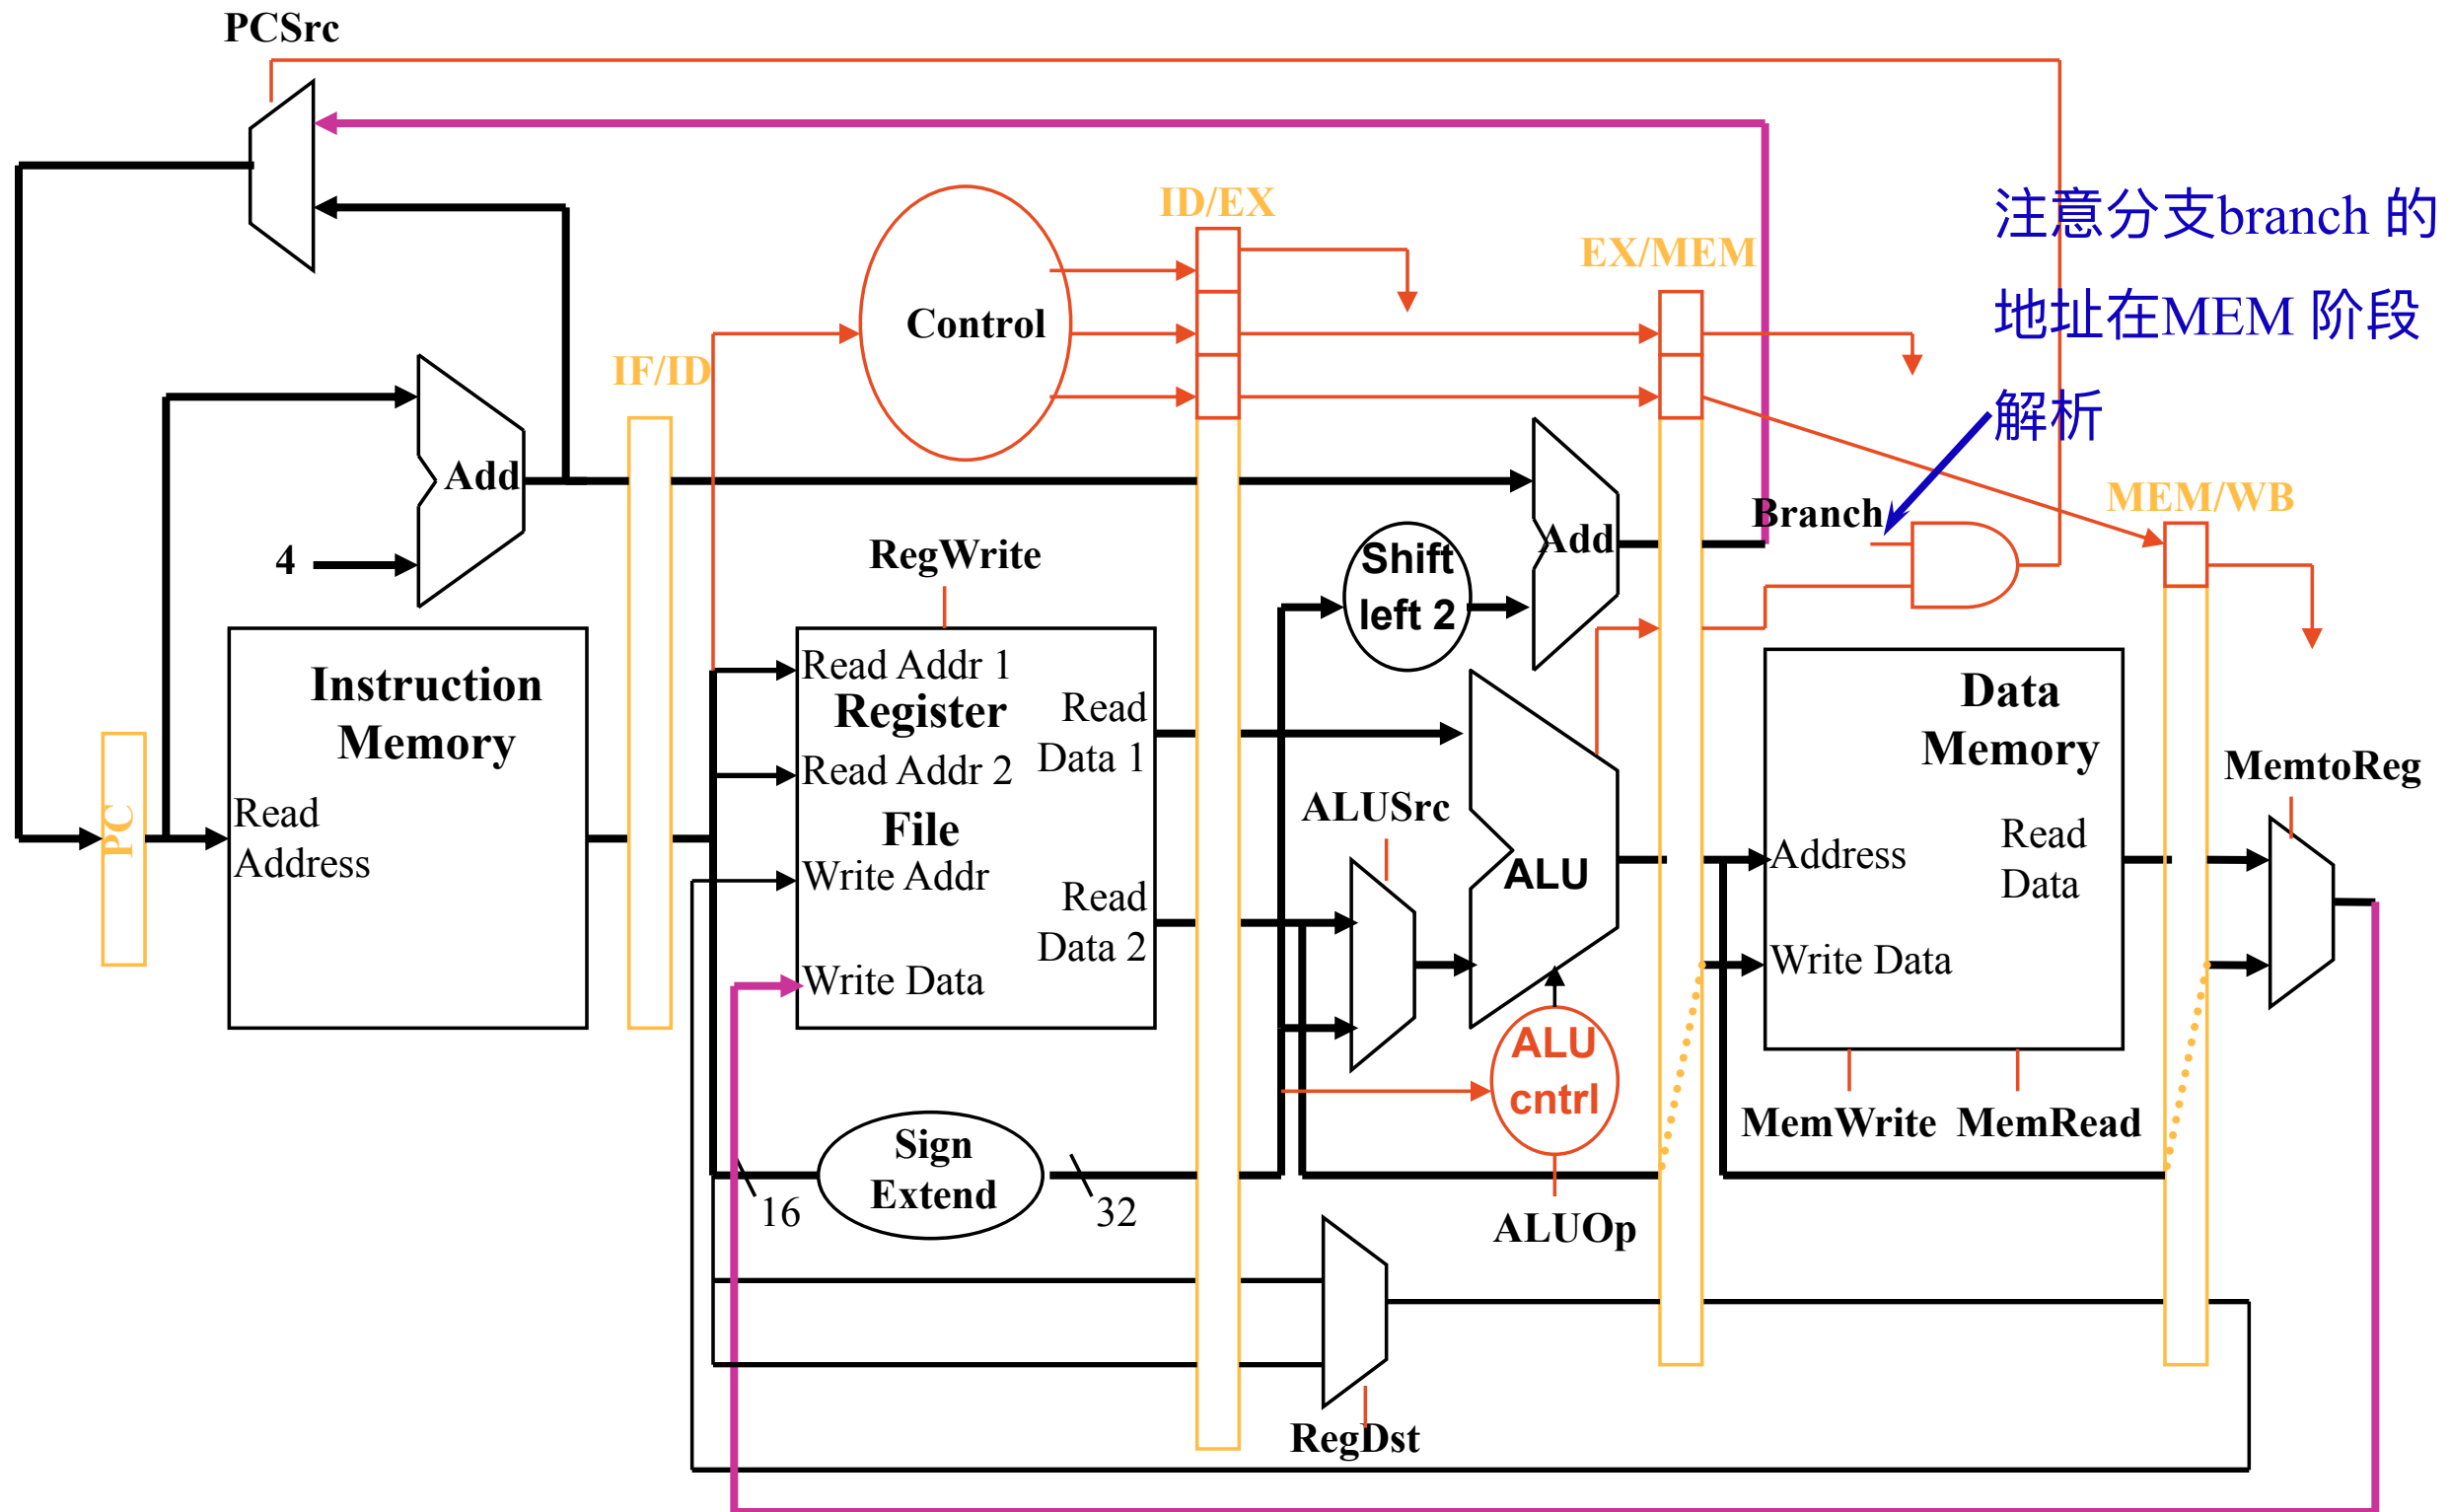 PCSrc
ID/EX
EX/MEM
注意分支branch 的
地址在MEM 阶段
解析
Control
IF/ID
Add
4
RegWrite
Shift
left 2
Add
Branch
MEM/WB
Instruction
Memory
Read
Address
PC
Read Addr 1
Register
Read Addr 2
File
Write Addr
Write Data
Read
Data 1
Read
Data 2
ALUSrc
ALU
ALU
cntrl
ALUOp
Data
Memory
Address
Read
Data
Write Data
MemWrite
MemRead
MemtoReg
Sign
Extend
16
32
RegDst